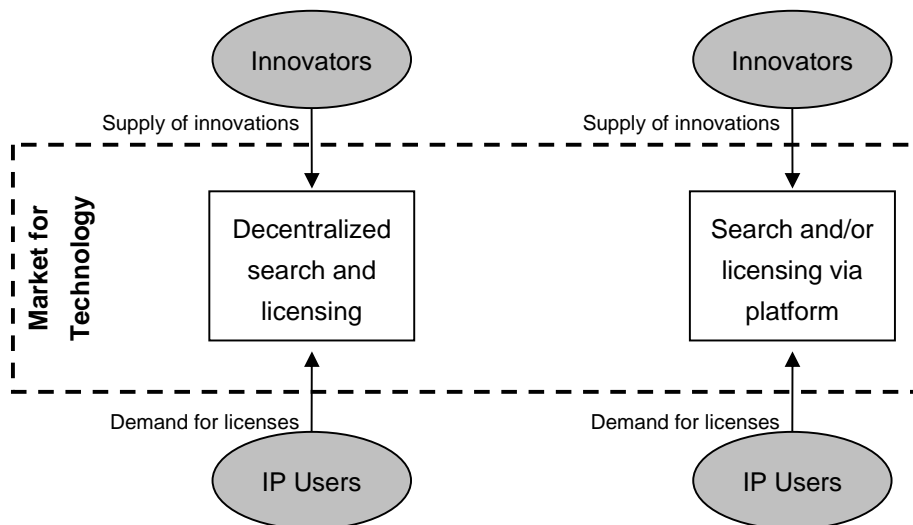 Innovators
Innovators
Supply of innovations
Supply of innovations
Market for
Technology
Decentralized
search and
licensing
Search and/or
licensing via
platform
Demand for licenses
Demand for licenses
IP Users
IP Users